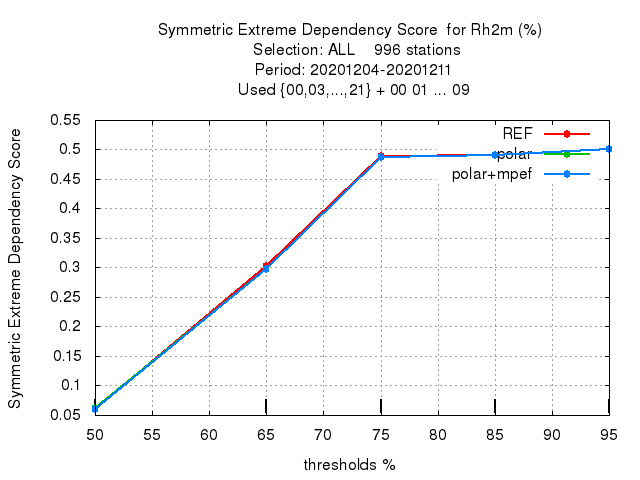 Symmetric Extreme Dependency Score  for Rh2m (%)
Selection: ALL    996 stations
Period: 20201204-20201211
Used {00,03,...,21} + 00 01 ... 09
Symmetric Extreme Dependency Score
0.55
0.5
0.45
0.4
0.35
0.3
0.25
0.2
0.15
0.1
0.05
REF
polar
polar+mpef
50 55 60 65 70 75 80 85 90 95
thresholds %